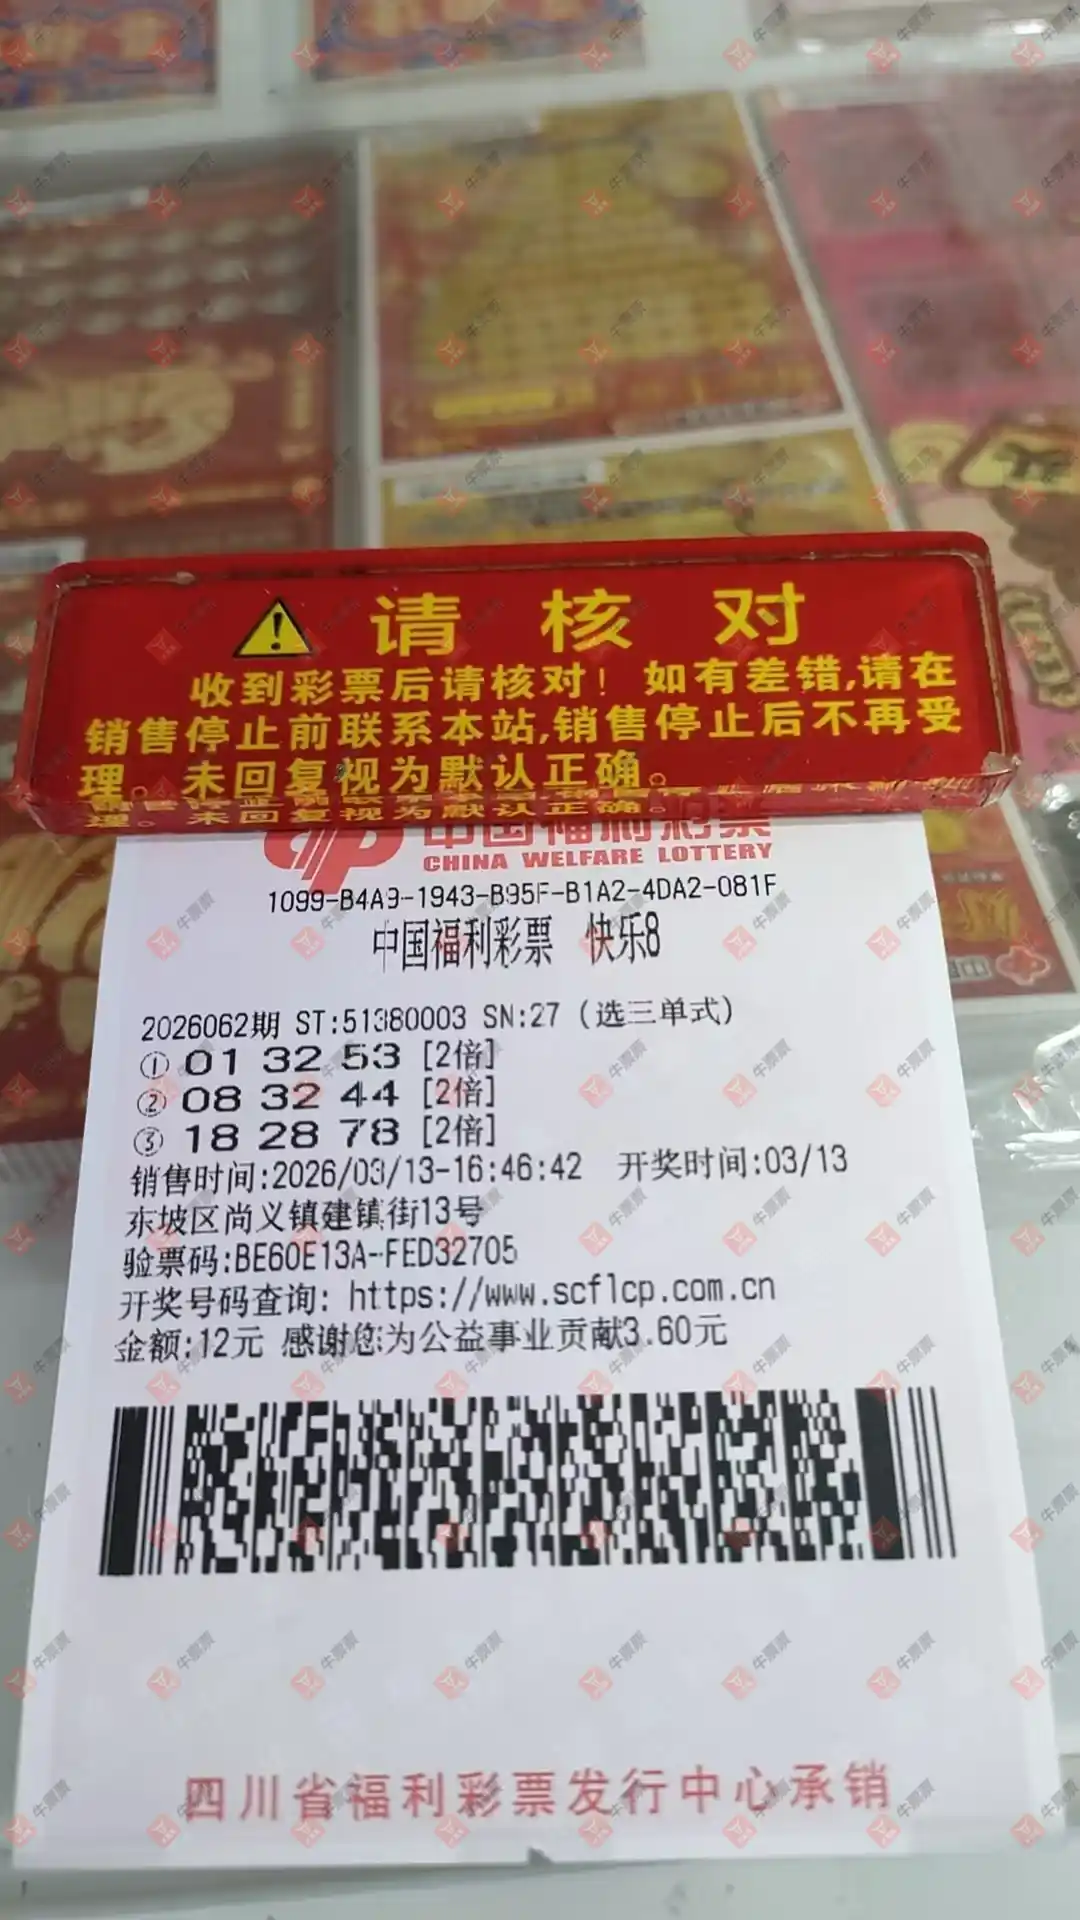 请 核 对
收到彩票后请核对！如有差错,请在
销售停止前联系本站,销售停止后不再受
理。未回复视为默认正确。
中国福利彩票
CHINA WELFARE LOTTERY
1099-B4A9-1943-B95F-B1A2-4DA2-081F
中国福利彩票 快乐8
2026062期 ST:51380003 SN:27 (选三单式)
① 01 32 53 [2倍]
② 08 32 44 [2倍]
③ 18 28 78 [2倍]
销售时间:2026/03/13-16:46:42 开奖时间:03/13
东坡区尚义镇建镇街13号
验票码:BE60E13A-FED32705
开奖号码查询: https://www.scflcp.com.cn
金额:12元 感谢您为公益事业贡献3.60元
四川省福利彩票发行中心承销
牛票票